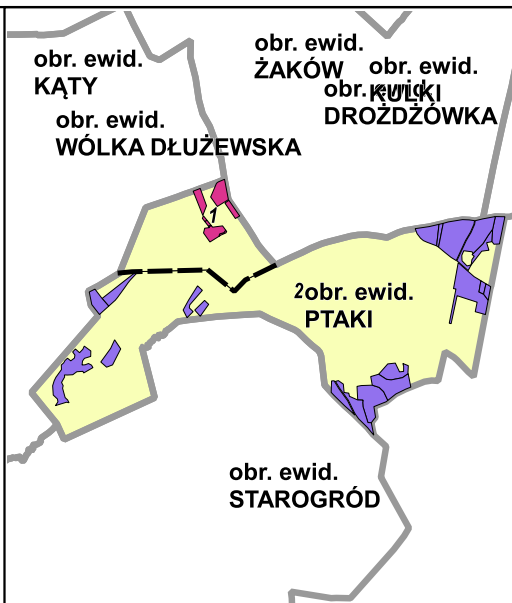 obr. ewid.
KĄTY
obr. ewid.
ŻAKÓW
obr. ewid.
KULKI
obr. ewid.
DROŻDŻÓWKA
obr. ewid.
WÓLKA DŁUŻEWSKA
1
2 obr. ewid.
PTAKI
obr. ewid.
STAROGRÓD